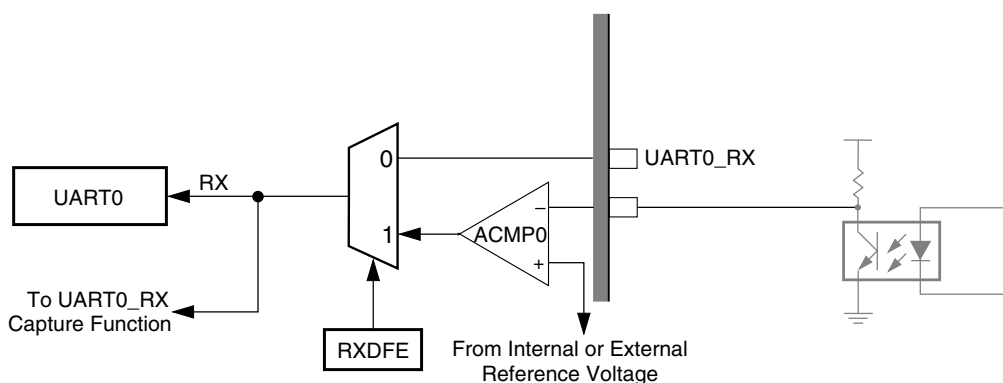 0
UART0_RX
UART0
RX
−
ACMP0
1
+
To UART0_RX
Capture Function
RXDFE
From Internal or External
Reference Voltage